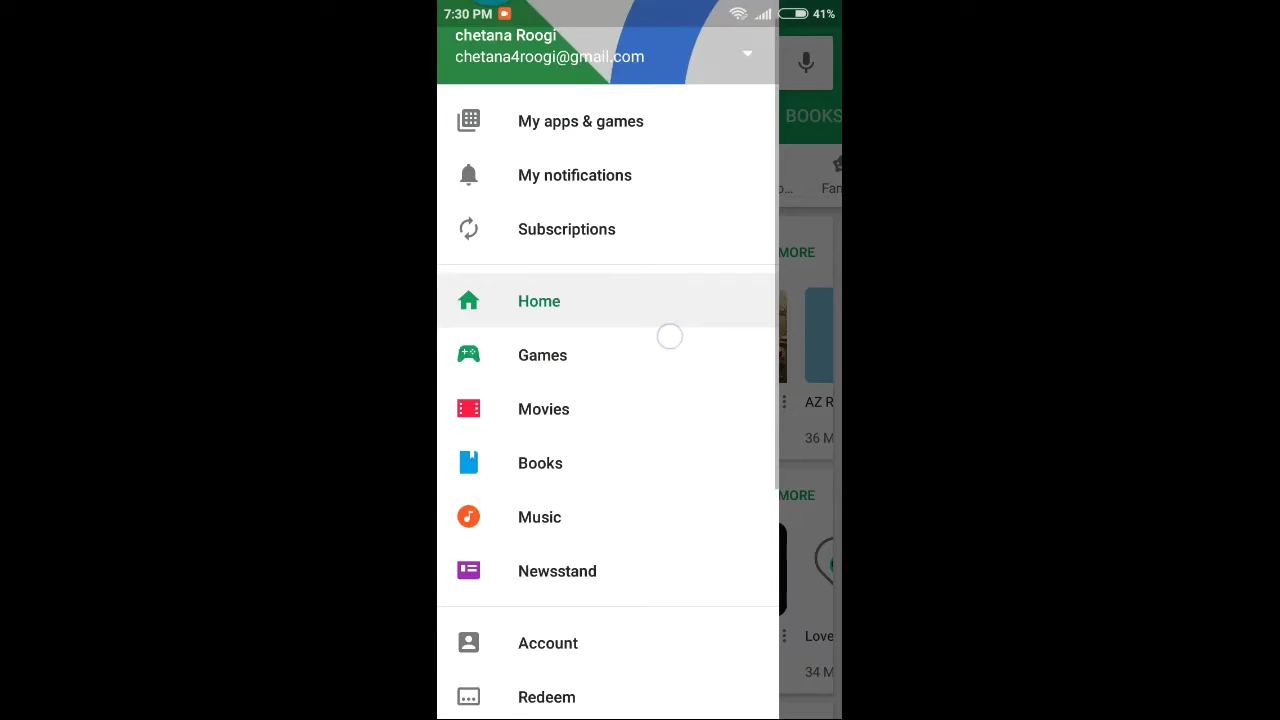 7:30 PM 41%
chetana Roogi
chetana4roogi@gmail.com
BOOKS
My apps & games
My notifications
Fan
Subscriptions
MORE
Home
Games
AZ R
Movies
36 M
Books
MORE
Music
Newsstand
Love
Account
34 M
Redeem